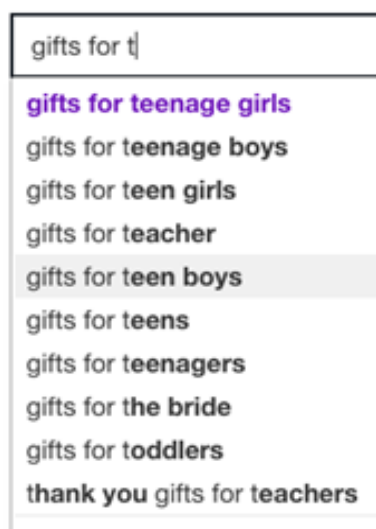 gifts for t
gifts for teenage girls
gifts for teenage boys
gifts for teen girls
gifts for teacher
gifts for teen boys
gifts for teens
gifts for teenagers
gifts for the bride
gifts for toddlers
thank you gifts for teachers